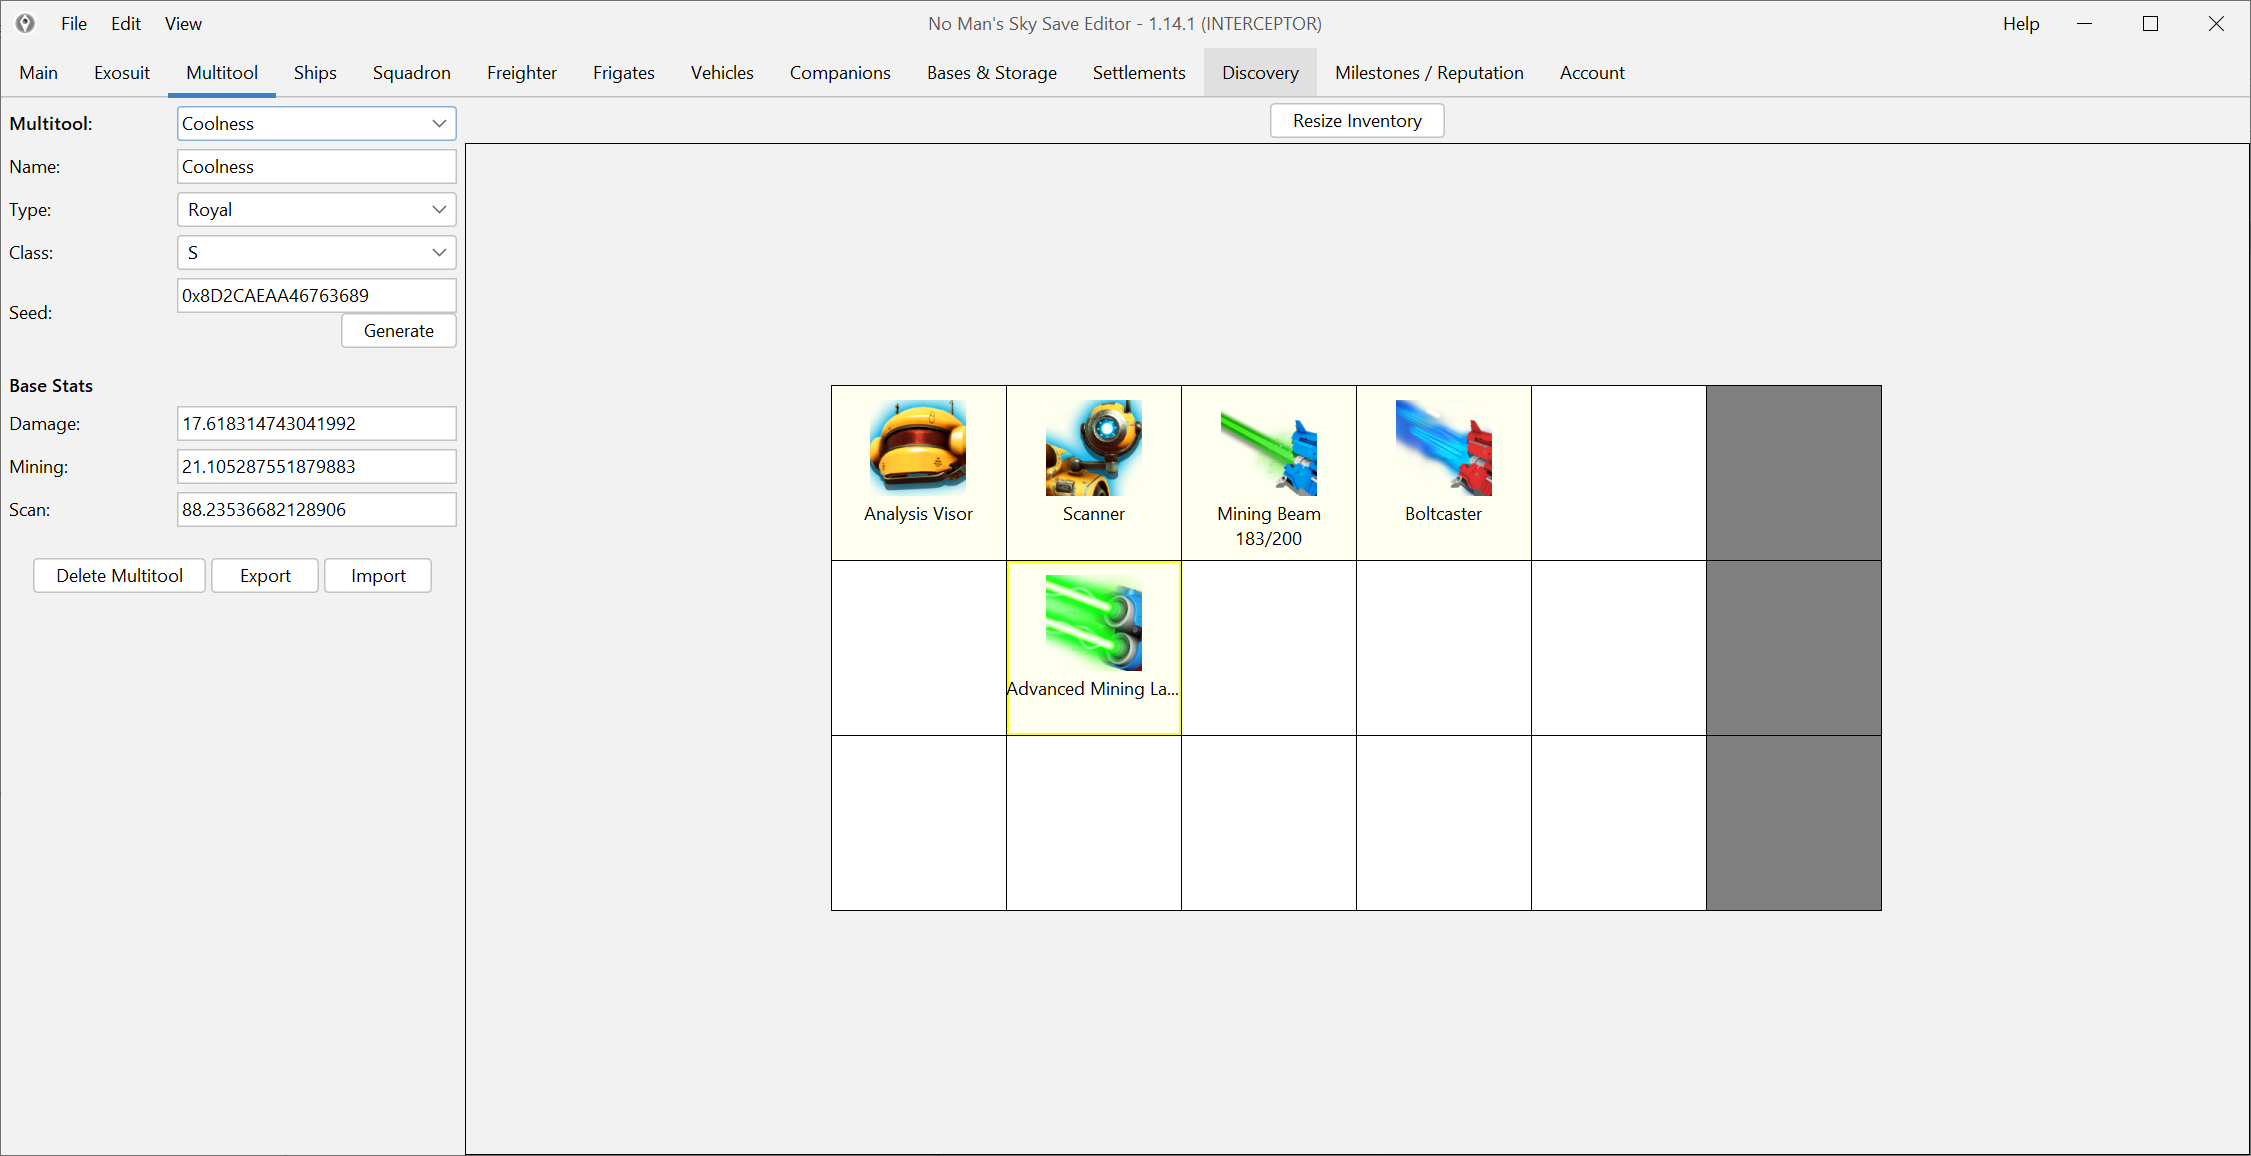 File Edit View No Man's Sky Save Editor - 1.14.1 (INTERCEPTOR) Help
Main Exosuit Multitool Ships Squadron Freighter Frigates Vehicles Companions Bases & Storage Settlements Discovery Milestones / Reputation Account
Multitool: Coolness
Resize Inventory
Name: Coolness
Type: Royal
Class: S
Seed: 0x8D2CAEAA46763689
Generate
Base Stats
Damage: 17.618314743041992
Mining: 21.105287551879883
Scan: 88.23536682128906
Delete Multitool Export Import
Analysis Visor Scanner Mining Beam Boltcaster
183/200
Advanced Mining La...